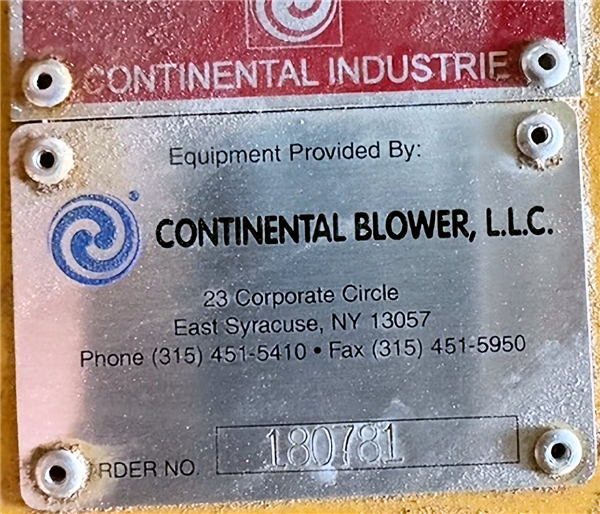 CONTINENTAL INDUSTRIE
Equipment Provided By:
CONTINENTAL BLOWER, L.L.C.
23 Corporate Circle
East Syracuse, NY 13057
Phone (315) 451-5410 • Fax (315) 451-5950
RDER NO. 180781